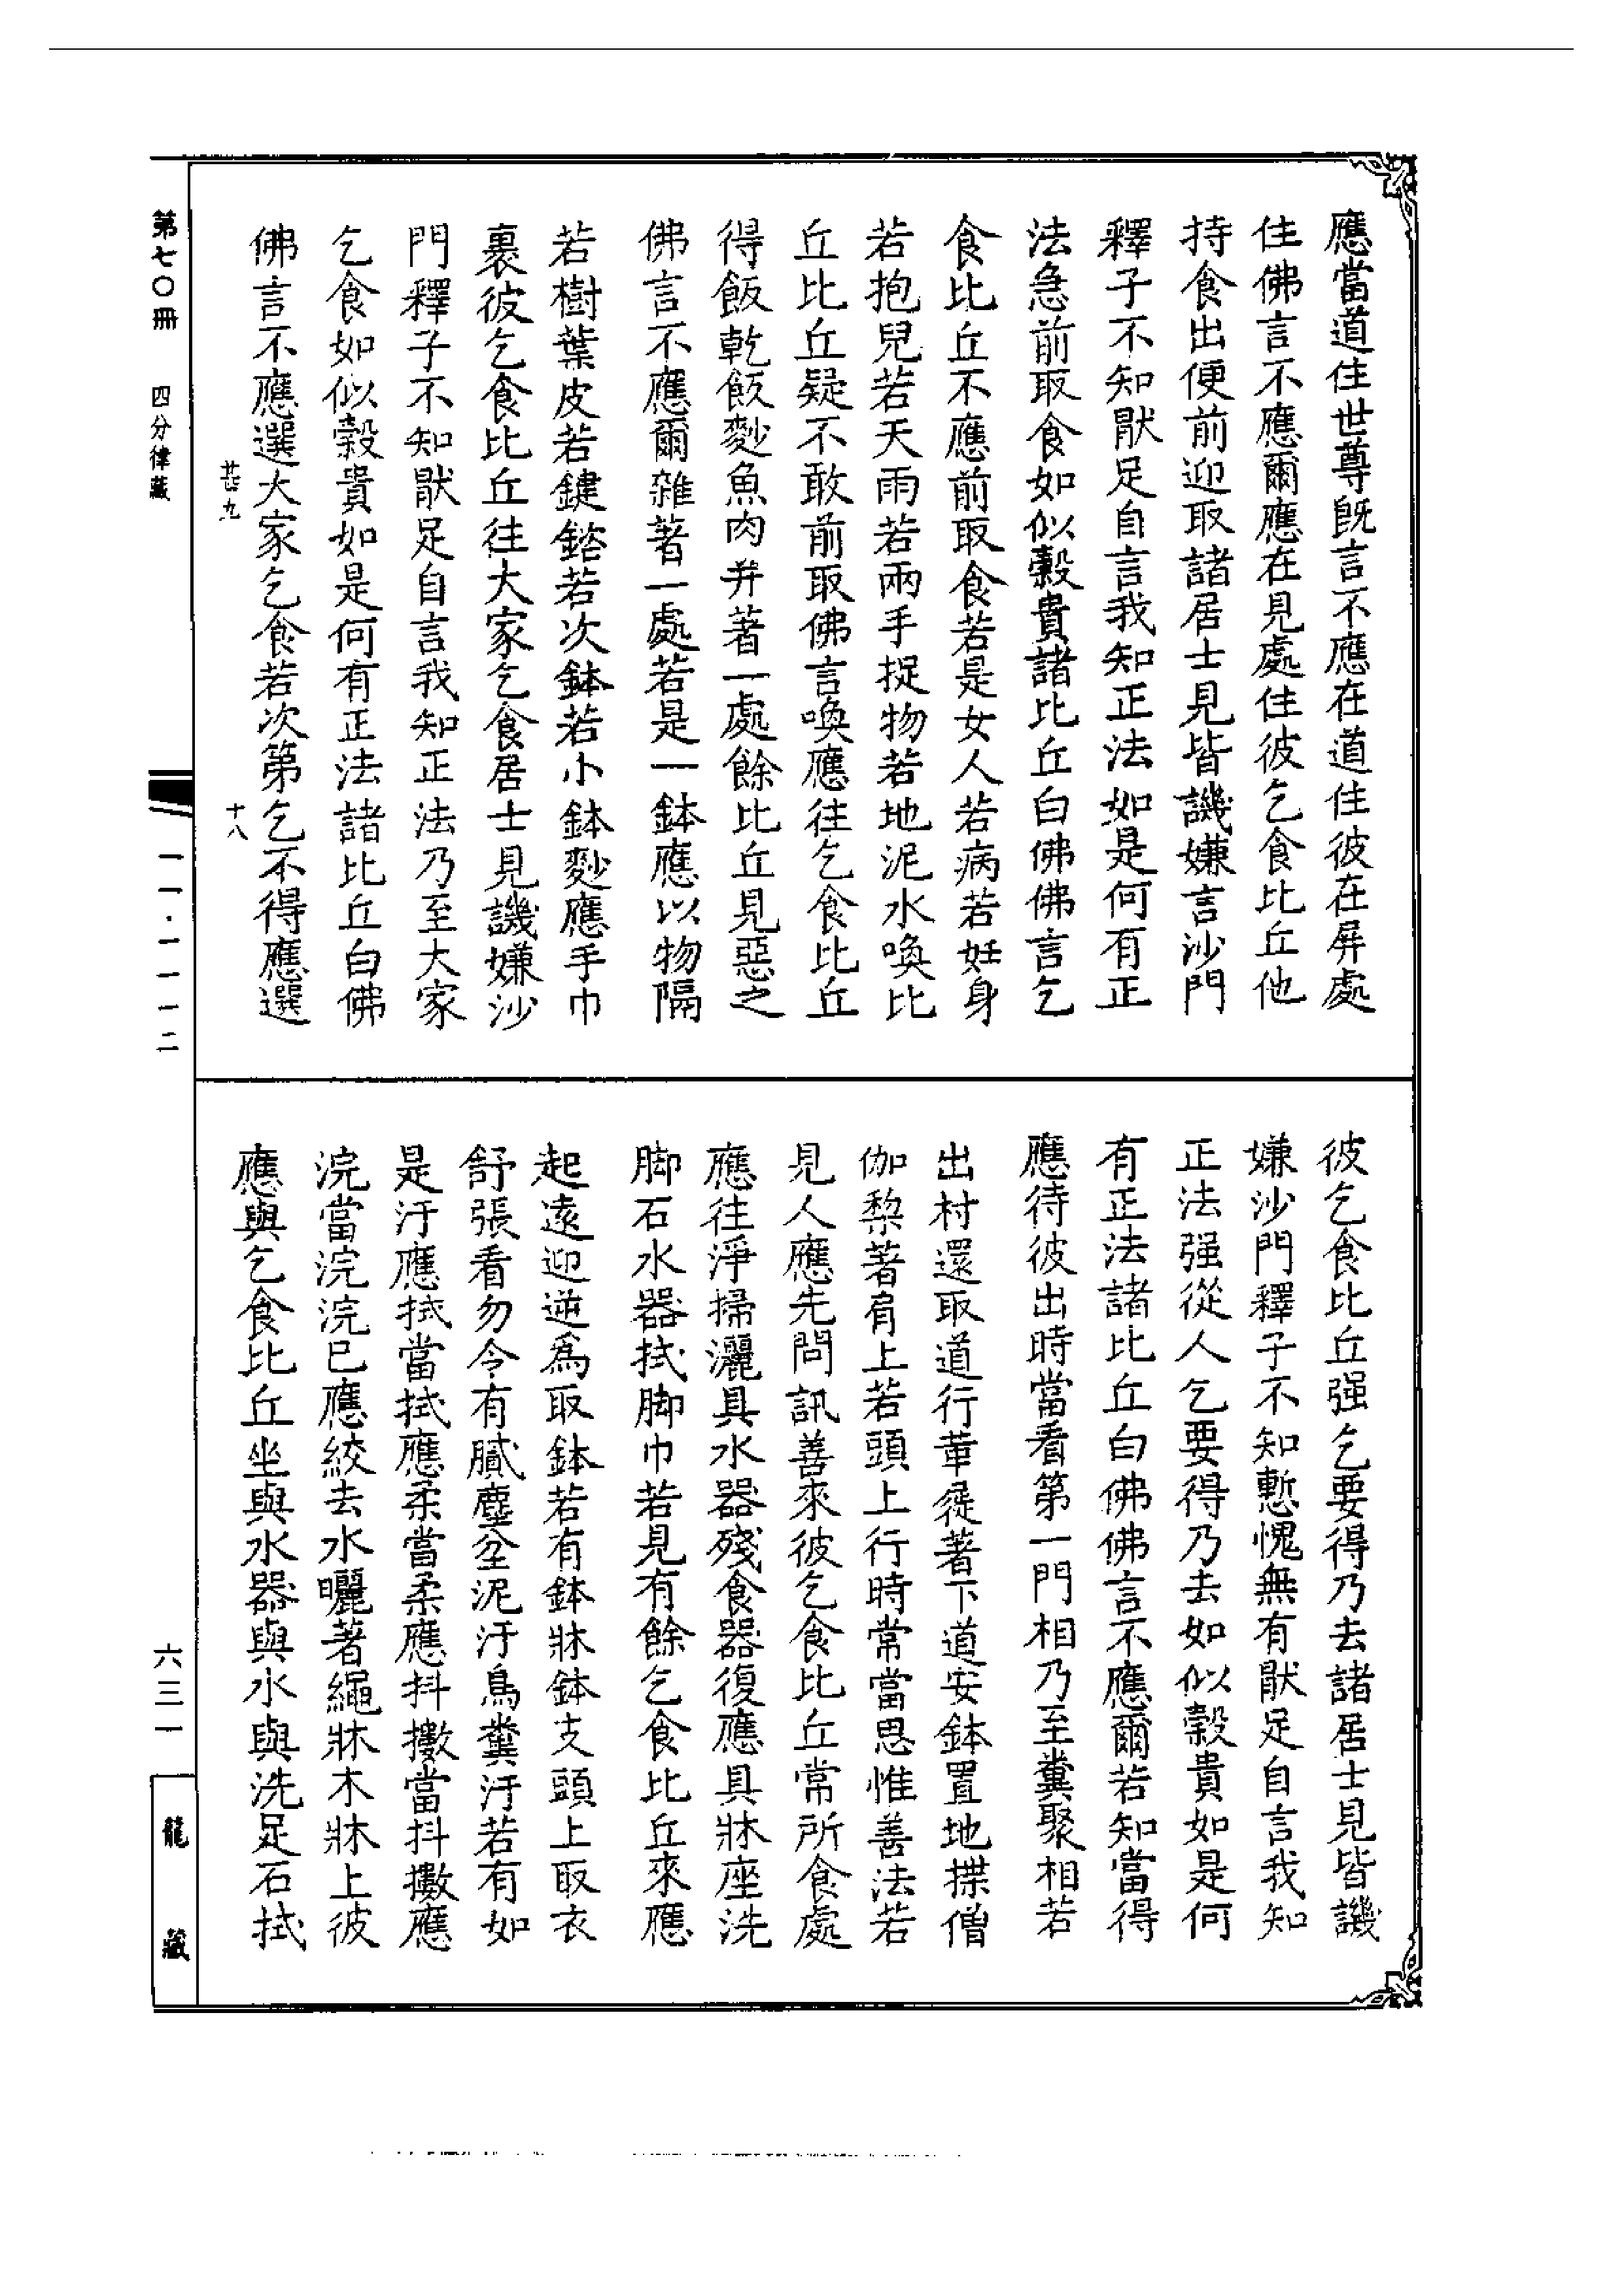 應當道住世尊旣言不應在道住彼在屏處
住佛言不應爾應在見處住彼乞食比丘他
持食出便前迎取諸居士見皆譏嫌言沙門
釋子不知猒足自言我知正法如是何有正
法急前取食如似穀貴諸比丘白佛佛言乞
食比丘不應前取食若是女人若病若妊身
若抱兒若天雨若兩手捉物若地泥水喚比
丘比丘疑不敢前取佛言喚應往乞食比丘
得飯乾飯麨魚肉并著一處餘比丘見惡之
佛言不應爾雜著一處若是一鉢應以物隔
若樹葉皮若鍵鎔若次鉢若小鉢麨應手巾
裹彼乞食比丘往大家乞食居士見譏嫌沙
門釋子不知猒足自言我知正法乃至大家
乞食如似穀貴如是何有正法諸比丘白佛
佛言不應選大家乞食若次第乞不得應選
甚九
十八
彼乞食比丘强乞要得乃去諸居士見皆譏
嫌沙門釋子不知慙愧無有猒足自言我知
正法强從人乞要得乃去如似穀貴如是何
有正法諸比丘白佛佛言不應爾若知當得
應待彼出時當看第一門相乃至糞聚相若
出村還取道行革屣著下道安鉢置地揲僧
伽黎著肩上若頭上行時常當思惟善法若
見人應先問訊善來彼乞食比丘常所食處
應往淨掃灑具水器殘食器復應具牀座洗
脚石水器拭脚巾若見有餘乞食比丘來應
起遠迎逆爲取鉢若有鉢牀鉢支頭上取衣
舒張看勿令有膩塵坌泥汙鳥糞汙若有如
是汙應拭當拭應柔當柔應抖擻當抖擻應
浣當浣浣已應絞去水曬著繩牀木牀上彼
應與乞食比丘坐與水器與水與洗足石拭
第七〇冊
四分律藏
一一·一一一二
六三一
龍藏